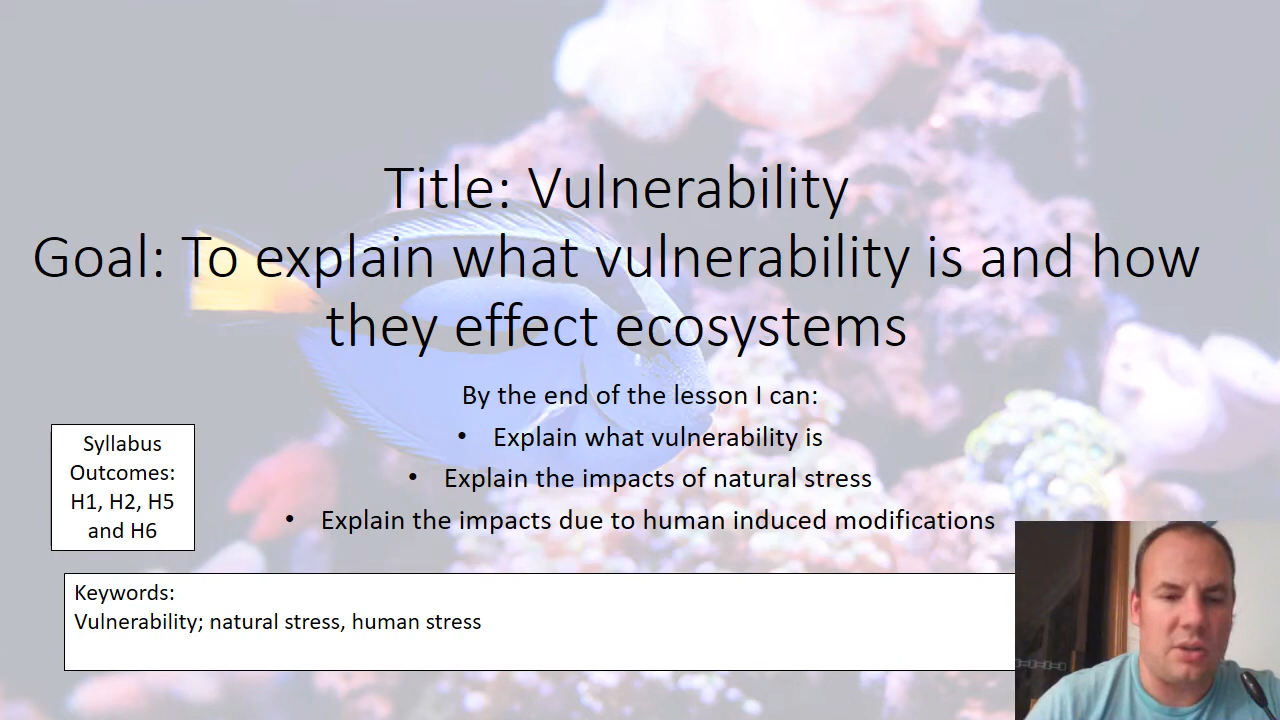 Title: Vulnerability
Goal: To explain what vulnerability is and how
they effect ecosystems
By the end of the lesson I can:
• Explain what vulnerability is
• Explain the impacts of natural stress
• Explain the impacts due to human induced modifications
Syllabus
Outcomes:
H1, H2, H5
and H6
Keywords:
Vulnerability; natural stress, human stress